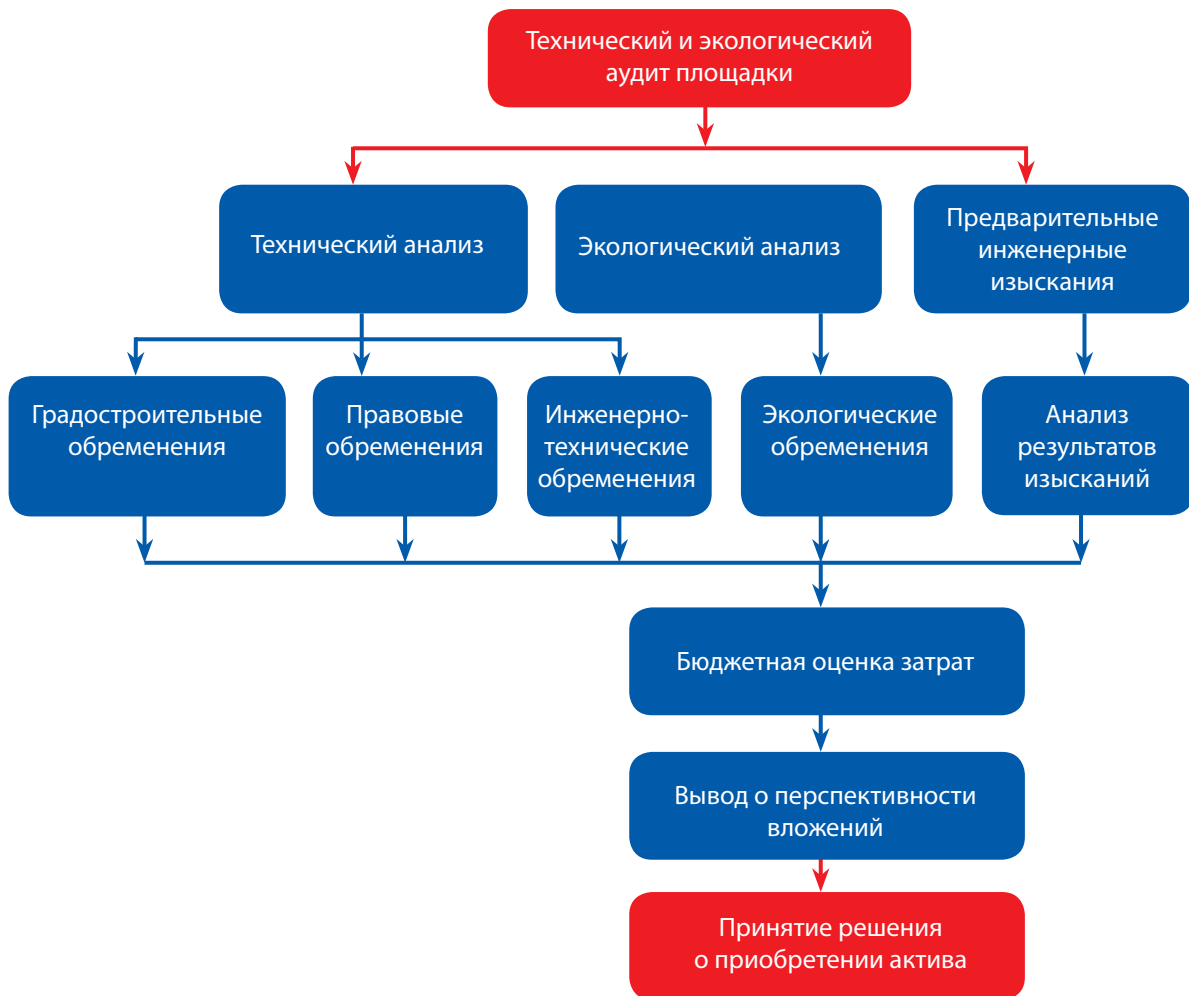 Технический и экологический
аудит площадки
Технический анализ
Экологический анализ
Предварительные
инженерные
изыскания
Градостроительные
обременения
Правовые
обременения
Инженерно-
технические
обременения
Экологические
обременения
Анализ
результатов
изысканий
Бюджетная оценка затрат
Вывод о перспективности
вложений
Принятие решения
о приобретении актива